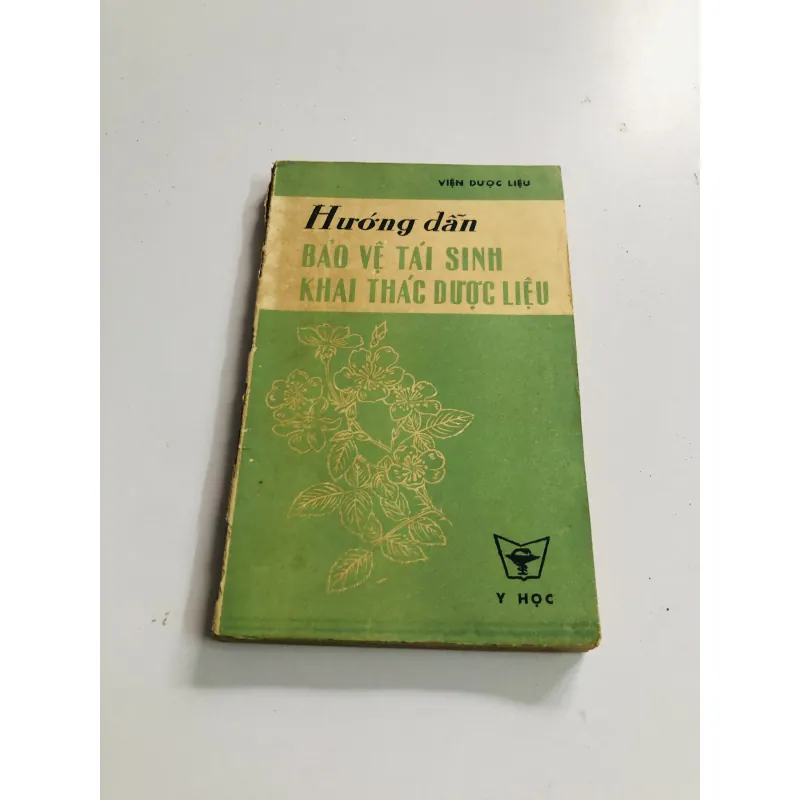 VIỆN DƯỢC LIỆU
Hướng dẫn
BẢO VỆ TÁI SINH
KHAI THÁC DƯỢC LIỆU
Y HỌC